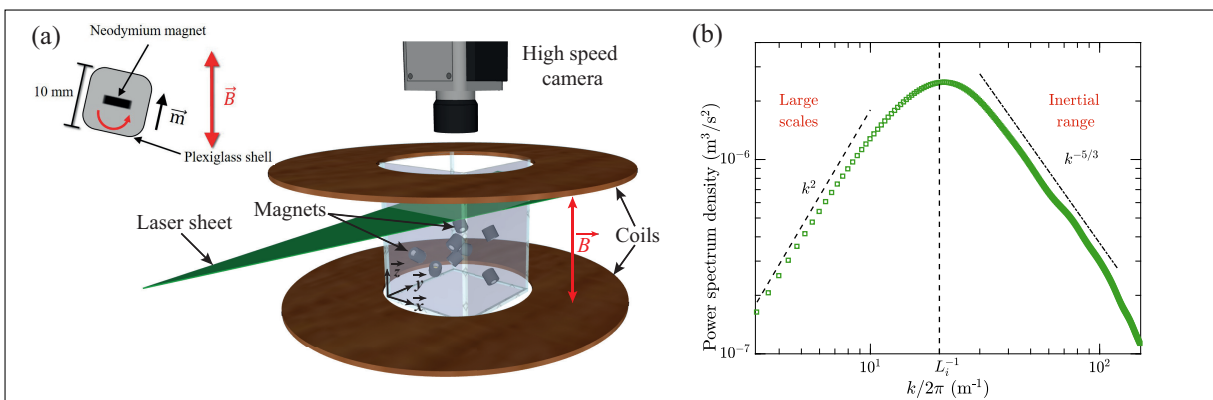 (a)
Neodymium magnet
10 mm
B
m
Plexiglass shell
High speed
camera
Laser sheet
Magnets
B
Coils
z
y
x
(b)
Power spectrum density (m³/s²)
10⁻⁶
10⁻⁷
Large
scales
k²
Inertial
range
k⁻⁵/³
10¹
Lᵢ⁻¹
10²
k/2π (m⁻¹)